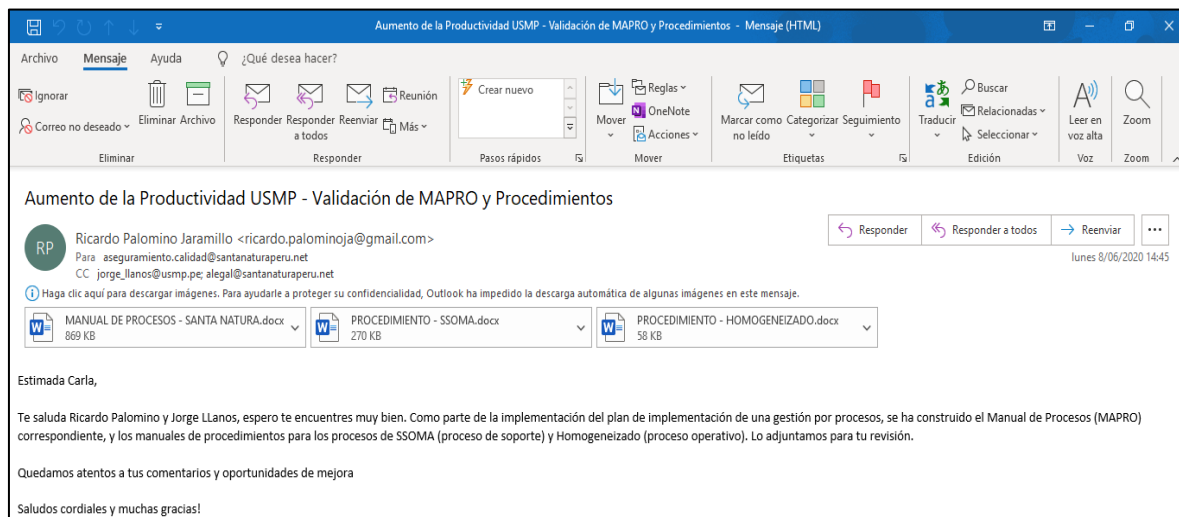 Aumento de la Productividad USMP - Validación de MAPRO y Procedimientos - Mensaje (HTML)
Archivo Mensaje Ayuda ¿Qué desea hacer?
Ignorar
Correo no deseado
Eliminar Archivo
Responder Responder a todos Reenviar
Reunión
Más
Crear nuevo
Mover
Reglas
OneNote
Acciones
Marcar como no leído Categorizar Seguimiento
Traducir
Buscar
Relacionadas
Seleccionar
Leer en voz alta
Zoom
Eliminar Responder Pasos rápidos Mover Etiquetas Edición Voz Zoom
Aumento de la Productividad USMP - Validación de MAPRO y Procedimientos
RP
Ricardo Palomino Jaramillo <ricardo.palominoja@gmail.com>
Para aseguramiento.calidad@santanaturaperu.net
CC jorge_llanos@usmp.pe; alegal@santanaturaperu.net
Responder Responder a todos Reenviar
lunes 8/06/2020 14:45
Haga clic aquí para descargar imágenes. Para ayudarle a proteger su confidencialidad, Outlook ha impedido la descarga automática de algunas imágenes en este mensaje.
MANUAL DE PROCESOS - SANTA NATURA.docx
869 KB
PROCEDIMIENTO - SSOMA.docx
270 KB
PROCEDIMIENTO - HOMOGENEIZADO.docx
58 KB
Estimada Carla,
Te saluda Ricardo Palomino y Jorge LLanos, espero te encuentres muy bien. Como parte de la implementación del plan de implementación de una gestión por procesos, se ha construido el Manual de Procesos (MAPRO)
correspondiente, y los manuales de procedimientos para los procesos de SSOMA (proceso de soporte) y Homogeneizado (proceso operativo). Lo adjuntamos para tu revisión.
Quedamos atentos a tus comentarios y oportunidades de mejora
Saludos cordiales y muchas gracias!